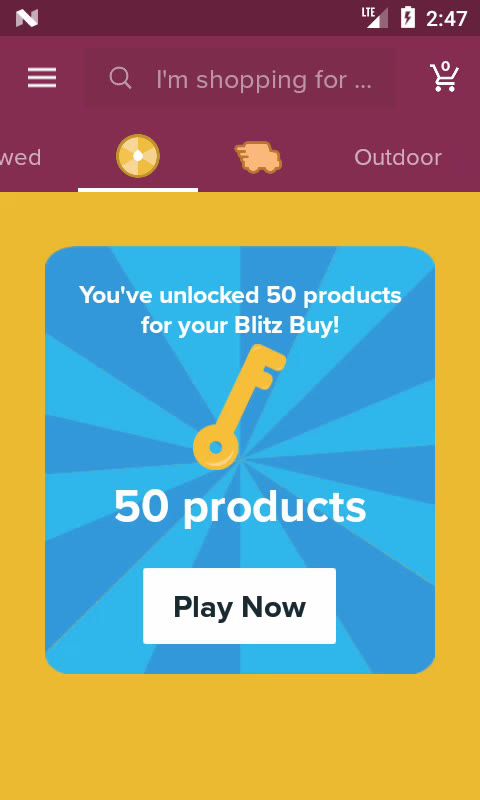 LTE 2:47
I'm shopping for ... 0
wed Outdoor
You've unlocked 50 products
for your Blitz Buy!
50 products
Play Now